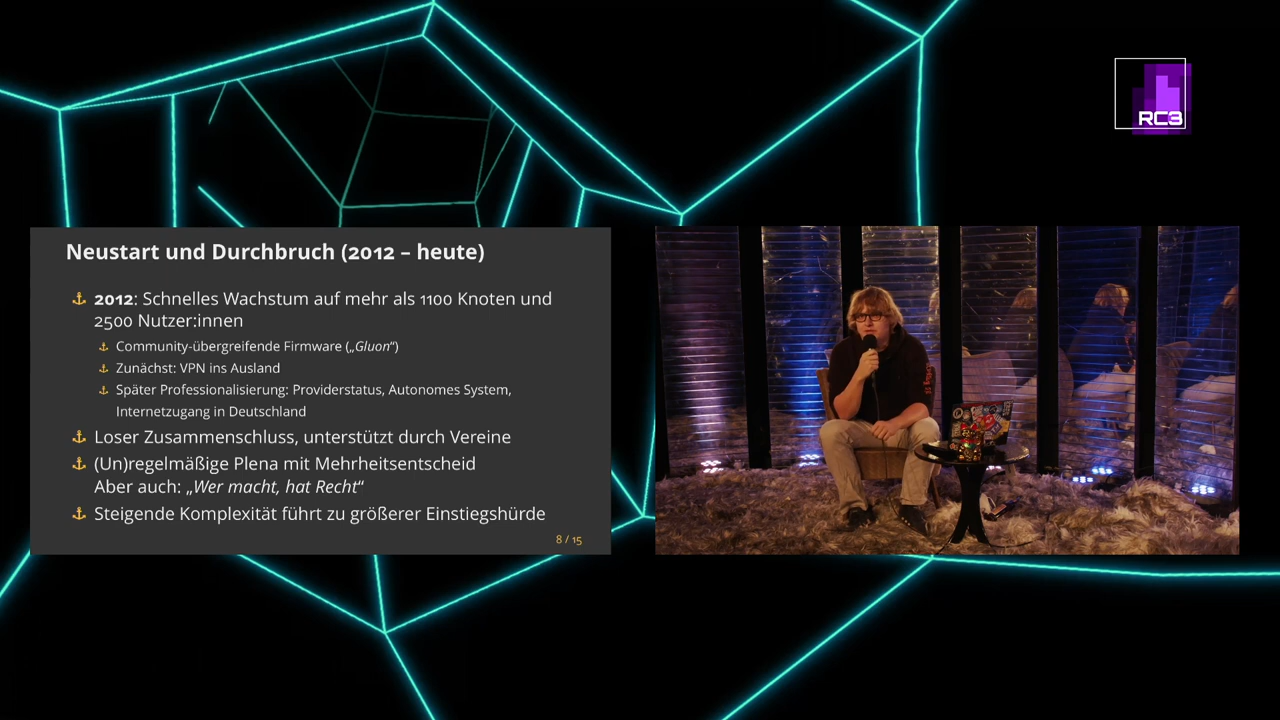 RC3
Neustart und Durchbruch (2012 – heute)
2012: Schnelles Wachstum auf mehr als 1100 Knoten und
2500 Nutzer:innen
Community-übergreifende Firmware („Gluon“)
Zunächst: VPN ins Ausland
Später Professionalisierung: Providerstatus, Autonomes System,
Internetzugang in Deutschland
Loser Zusammenschluss, unterstützt durch Vereine
(Un)regelmäßige Plena mit Mehrheitsentscheid
Aber auch: „Wer macht, hat Recht“
Steigende Komplexität führt zu größerer Einstiegshürde
8 / 15